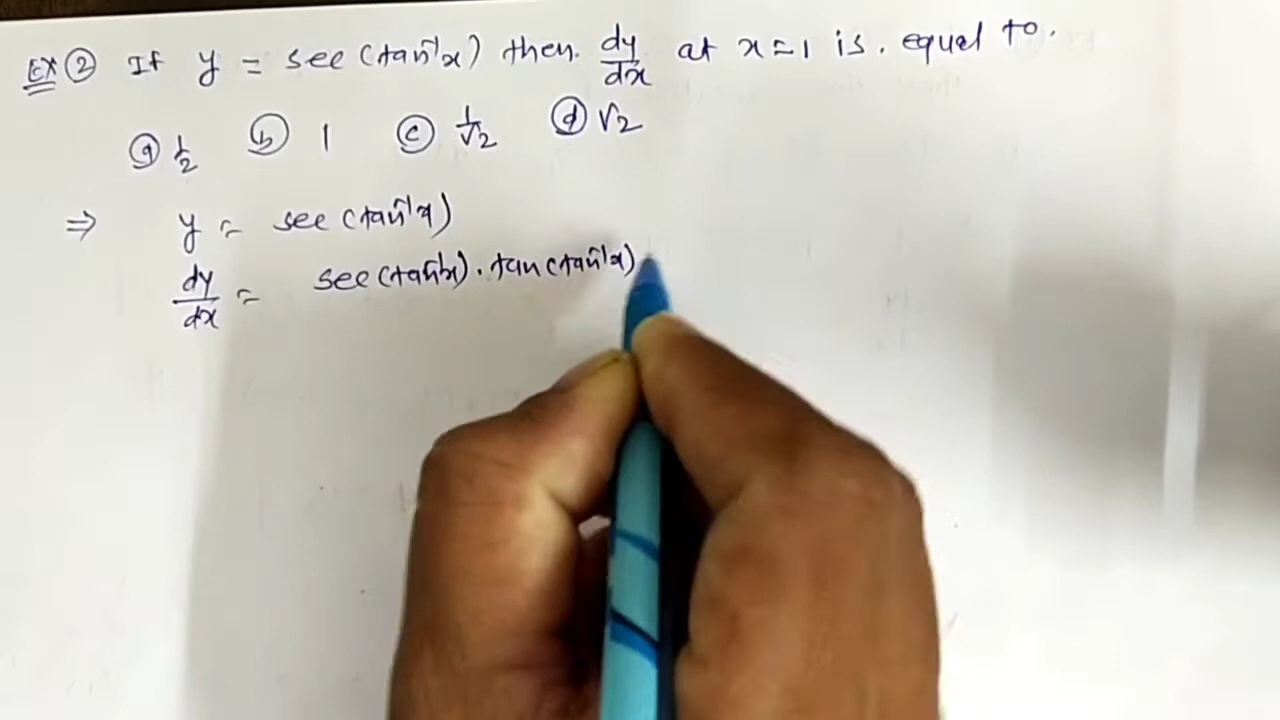 EX ② If y = sec(tan⁻¹x) then. dy/dx at x=1 is. equal to.
ⓐ 1/2 ⓑ 1 ⓒ 1/√2 ⓓ √2
⇒ y = sec(tan⁻¹x)
dy/dx = sec(tan⁻¹x) . tan(tan⁻¹x)